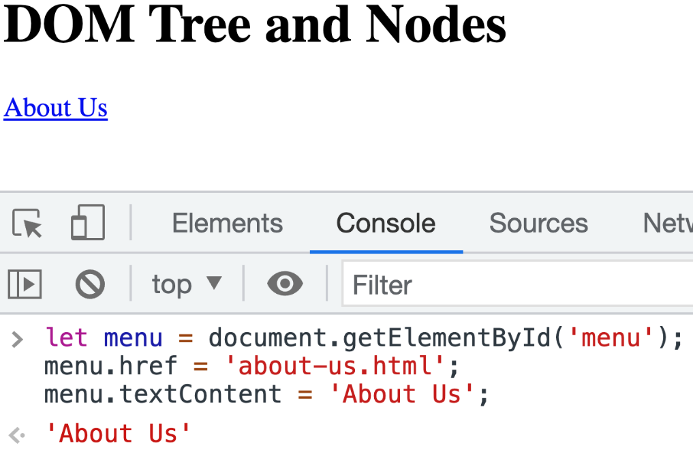 DOM Tree and Nodes
About Us
Elements Console Sources
top ▼ Filter
> let menu = document.getElementById('menu');
menu.href = 'about-us.html';
menu.textContent = 'About Us';
'About Us'